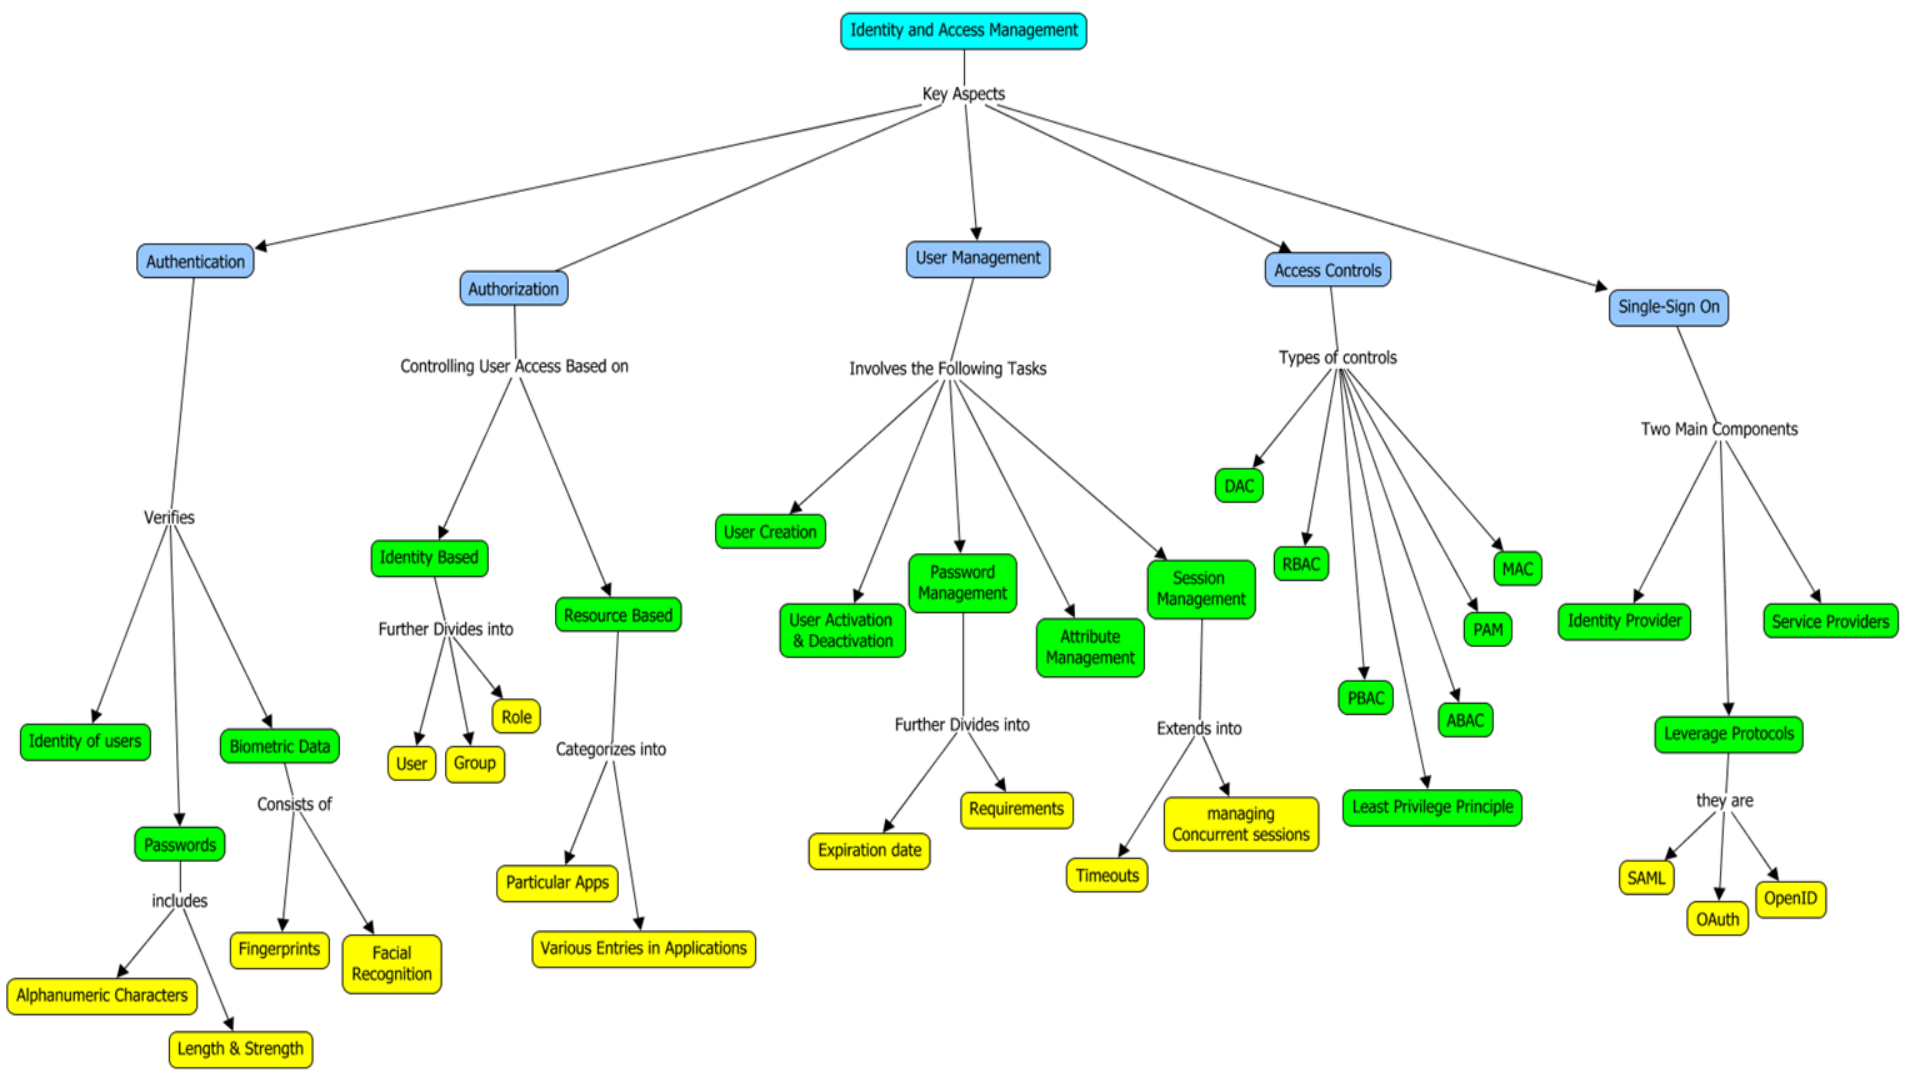 Identity and Access Management
Key Aspects
Authentication
Authorization
User Management
Access Controls
Single-Sign On
Controlling User Access Based on
Involves the Following Tasks
Types of controls
Two Main Components
Verifies
Identity Based
Resource Based
User Creation
User Activation
& Deactivation
Password
Management
Attribute
Management
Session
Management
DAC
RBAC
PBAC
Least Privilege Principle
ABAC
PAM
MAC
Identity Provider
Leverage Protocols
Service Providers
Identity of users
Passwords
Biometric Data
Further Divides into
User
Group
Role
Categorizes into
Particular Apps
Various Entries in Applications
Further Divides into
Expiration date
Requirements
Extends into
Timeouts
managing
Concurrent sessions
they are
SAML
OAuth
OpenID
Consists of
Fingerprints
Facial
Recognition
includes
Alphanumeric Characters
Length & Strength